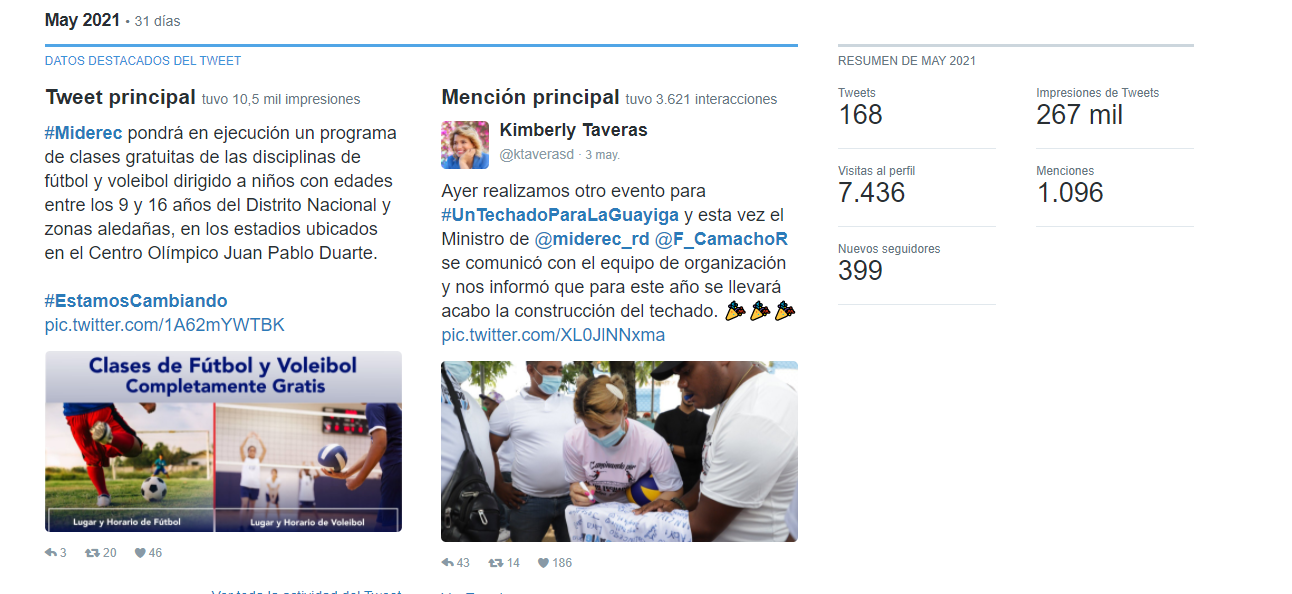 May 2021 • 31 días
DATOS DESTACADOS DEL TWEET
Tweet principal tuvo 10,5 mil impresiones
#Miderec pondrá en ejecución un programa
de clases gratuitas de las disciplinas de
fútbol y voleibol dirigido a niños con edades
entre los 9 y 16 años del Distrito Nacional y
zonas aledañas, en los estadios ubicados
en el Centro Olímpico Juan Pablo Duarte.
#EstamosCambiando
pic.twitter.com/1A62mYWTBK
Clases de Fútbol y Voleibol
Completamente Gratis
Lugar y Horario de Fútbol
Lugar y Horario de Voleibol
3 20 46
Mención principal tuvo 3.621 interacciones
Kimberly Taveras
@ktaverasd · 3 may.
Ayer realizamos otro evento para
#UnTechadoParaLaGuayiga y esta vez el
Ministro de @miderec_rd @F_CamachoR
se comunicó con el equipo de organización
y nos informó que para este año se llevará
acabo la construcción del techado. 🎉🎉🎉
pic.twitter.com/XL0JlNNxma
43 14 186
RESUMEN DE MAY 2021
Tweets
168
Impresiones de Tweets
267 mil
Visitas al perfil
7.436
Menciones
1.096
Nuevos seguidores
399